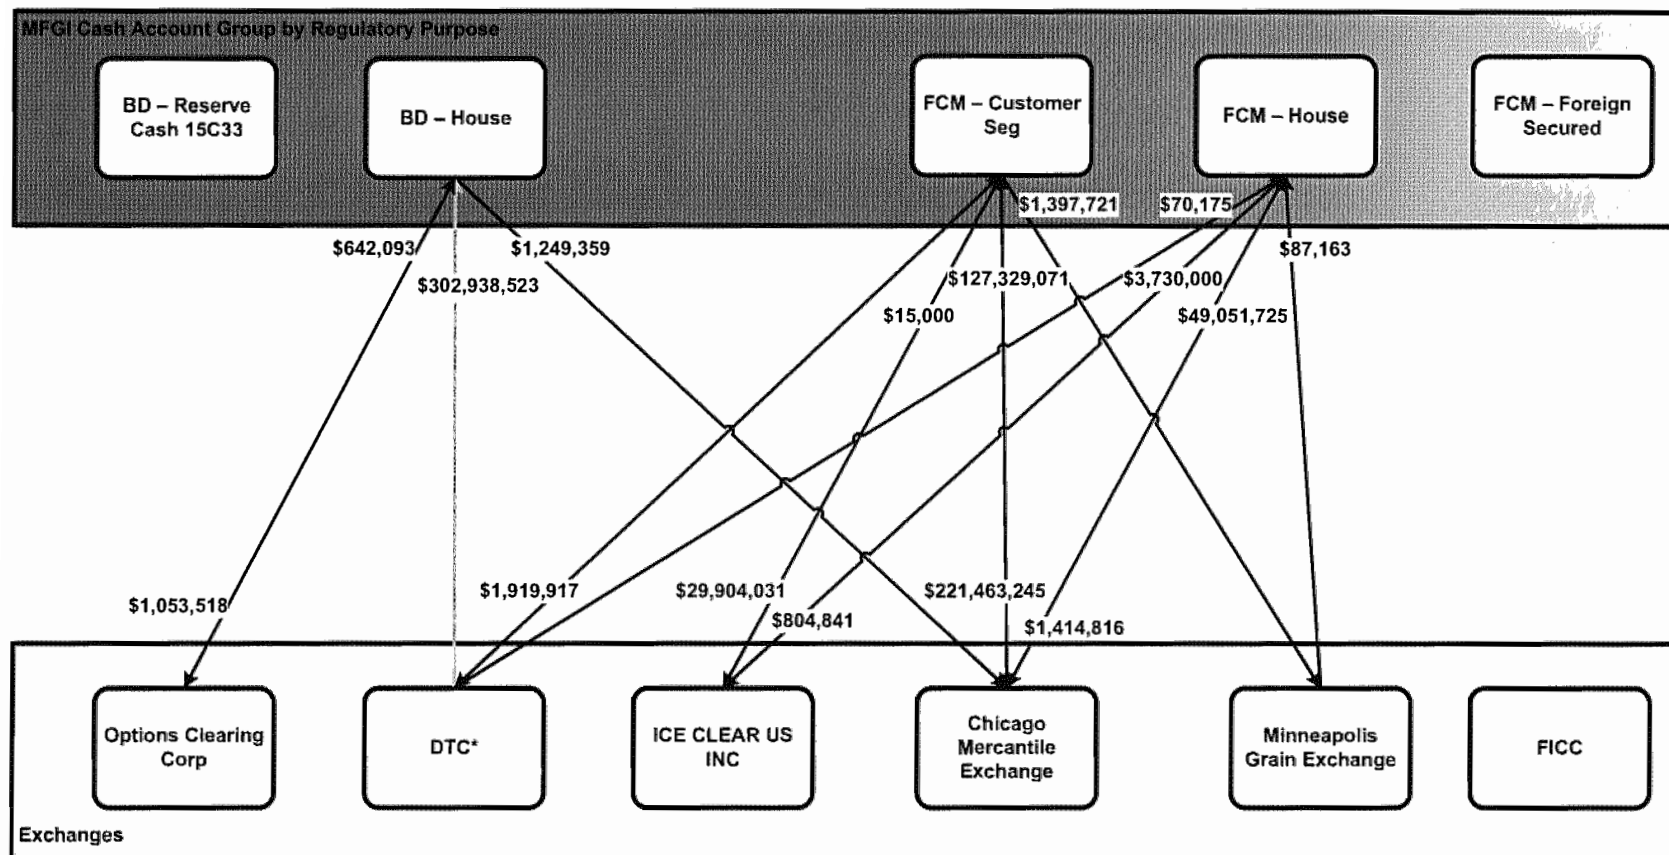 MFGI Cash Account Group by Regulatory Purpose
BD – Reserve
Cash 15C33
BD – House
FCM – Customer
Seg
FCM – House
FCM – Foreign
Secured
$1,397,721
$70,175
$642,093
$1,249,359
$87,163
$302,938,523
$127,329,071
$3,730,000
$15,000
$49,051,725
$1,053,518
$1,919,917
$29,904,031
$221,463,245
$804,841
$1,414,816
Options Clearing
Corp
DTC*
ICE CLEAR US
INC
Chicago
Mercantile
Exchange
Minneapolis
Grain Exchange
FICC
Exchanges